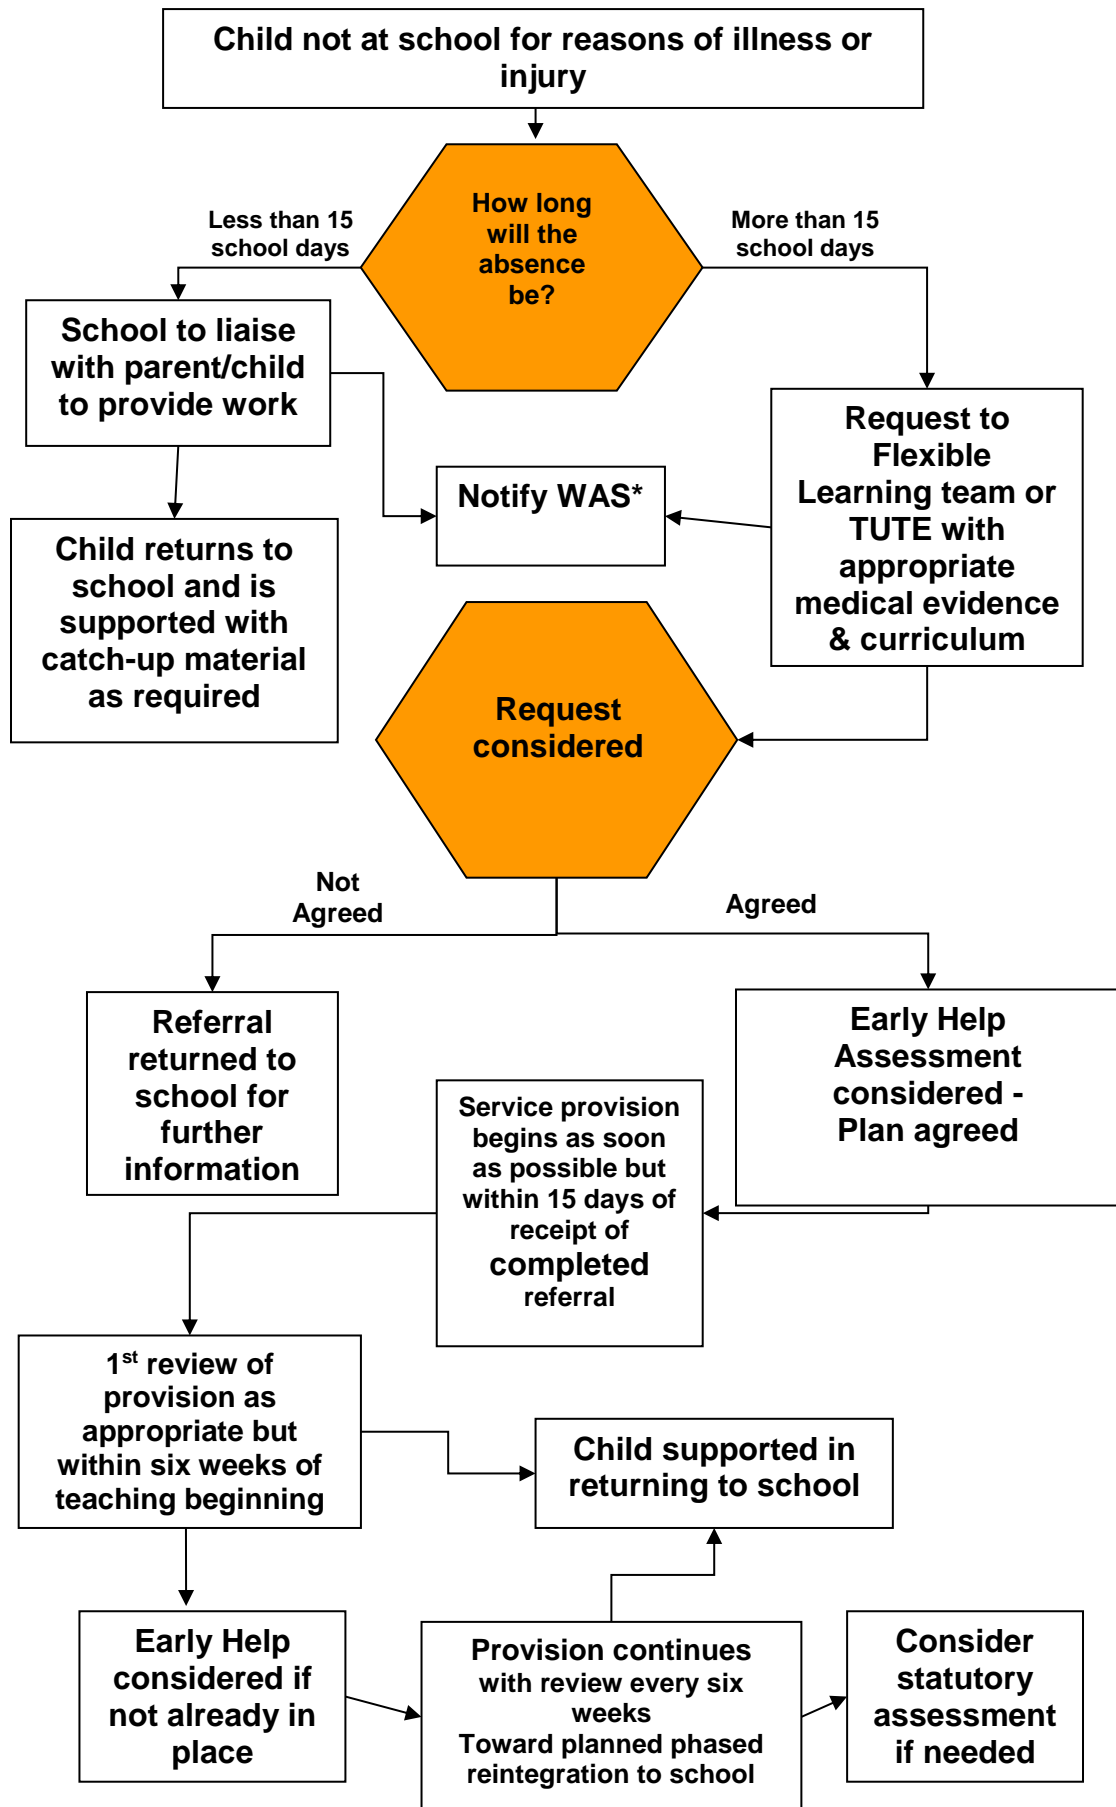 Child not at school for reasons of illness or
injury
How long
will the
absence
be?
Less than 15
school days
More than 15
school days
School to liaise
with parent/child
to provide work
Request to
Flexible
Learning team or
TUTE with
appropriate
medical evidence
& curriculum
Notify WAS*
Child returns to
school and is
supported with
catch-up material
as required
Request
considered
Not
Agreed
Agreed
Referral
returned to
school for
further
information
Early Help
Assessment
considered -
Plan agreed
Service provision
begins as soon
as possible but
within 15 days of
receipt of
completed
referral
1st review of
provision as
appropriate but
within six weeks of
teaching beginning
Child supported in
returning to school
Early Help
considered if
not already in
place
Provision continues
with review every six
weeks
Toward planned phased
reintegration to school
Consider
statutory
assessment
if needed